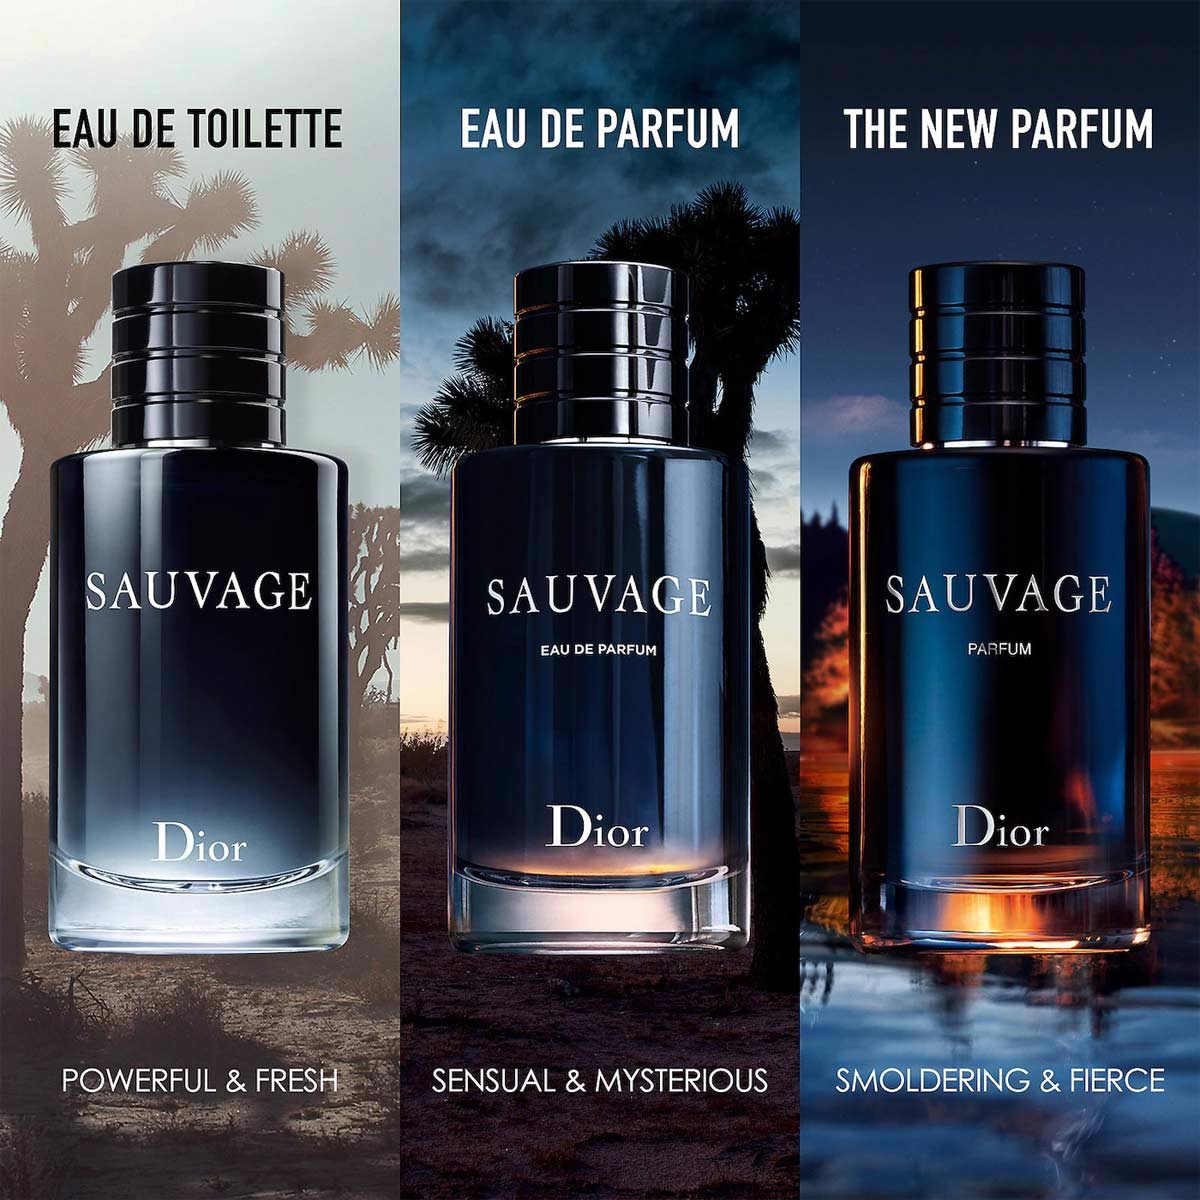 EAU DE TOILETTE
SAUVAGE
Dior
POWERFUL & FRESH
EAU DE PARFUM
SAUVAGE
EAU DE PARFUM
Dior
SENSUAL & MYSTERIOUS
THE NEW PARFUM
SAUVAGE
PARFUM
Dior
SMOLDERING & FIERCE